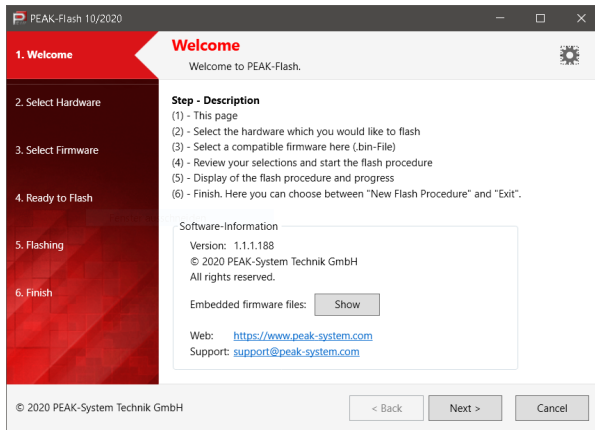 PEAK-Flash 10/2020
1. Welcome
Welcome
Welcome to PEAK-Flash.
2. Select Hardware
3. Select Firmware
4. Ready to Flash
5. Flashing
6. Finish
Step - Description
(1) - This page
(2) - Select the hardware which you would like to flash
(3) - Select a compatible firmware here (.bin-File)
(4) - Review your selections and start the flash procedure
(5) - Display of the flash procedure and progress
(6) - Finish. Here you can choose between "New Flash Procedure" and "Exit".
Software-Information
Version: 1.1.1.188
© 2020 PEAK-System Technik GmbH
All rights reserved.
Embedded firmware files: Show
Web: https://www.peak-system.com
Support: support@peak-system.com
© 2020 PEAK-System Technik GmbH
< Back Next > Cancel